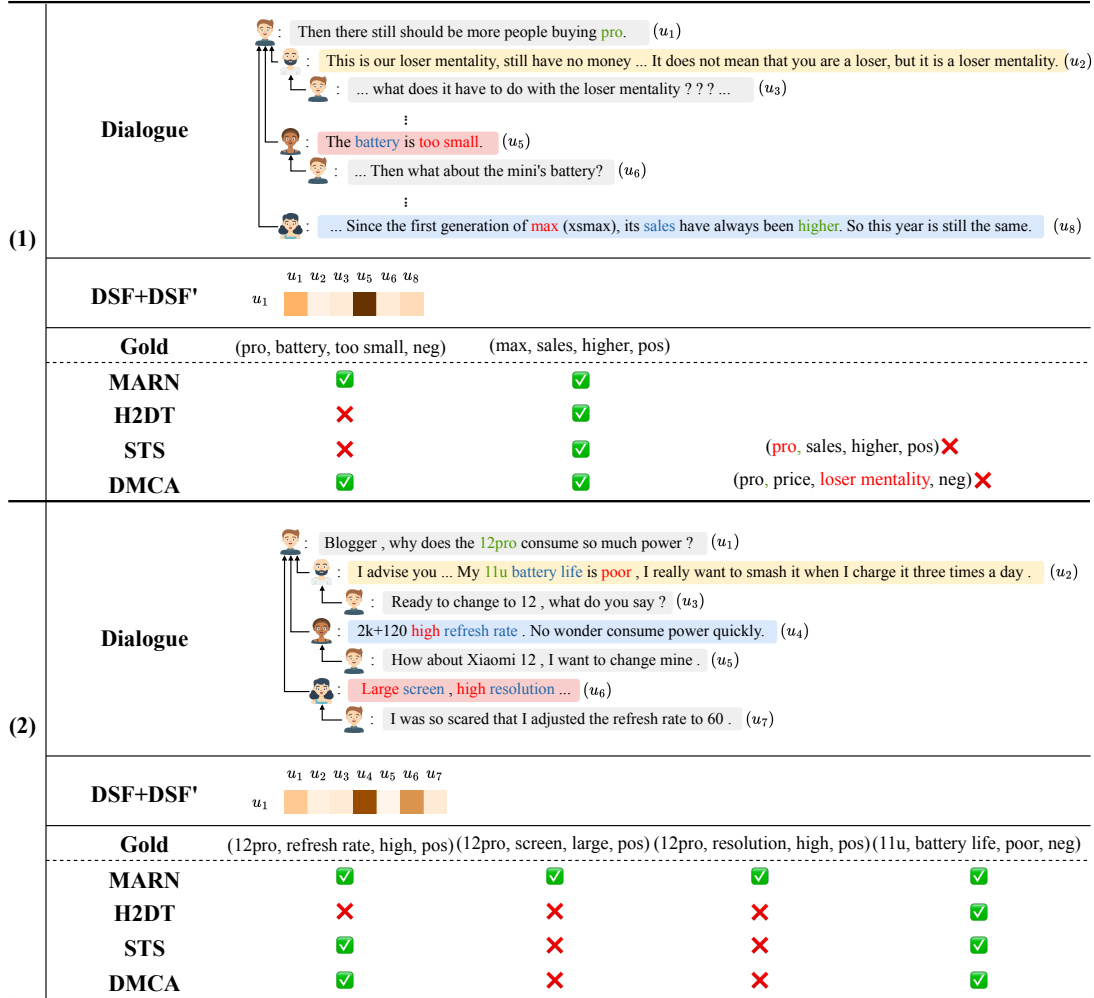 (1)
Dialogue
: Then there still should be more people buying pro. (u₁)
: This is our loser mentality, still have no money ... It does not mean that you are a loser, but it is a loser mentality. (u₂)
: ... what does it have to do with the loser mentality ? ? ? ... (u₃)
⋮
: The battery is too small. (u₅)
: ... Then what about the mini's battery? (u₆)
⋮
: ... Since the first generation of max (xsmax), its sales have always been higher. So this year is still the same. (u₈)
DSF+DSF'
u₁ u₂ u₃ u₅ u₆ u₈
u₁
Gold (pro, battery, too small, neg) (max, sales, higher, pos)
MARN ✅ ✅
H2DT ❌ ✅
STS ❌ ✅ (pro, sales, higher, pos) ❌
DMCA ✅ ✅ (pro, price, loser mentality, neg) ❌
(2)
Dialogue
: Blogger , why does the 12pro consume so much power ? (u₁)
: I advise you ... My 11u battery life is poor , I really want to smash it when I charge it three times a day . (u₂)
: Ready to change to 12 , what do you say ? (u₃)
: 2k+120 high refresh rate . No wonder consume power quickly. (u₄)
: How about Xiaomi 12 , I want to change mine . (u₅)
: Large screen , high resolution ... (u₆)
: I was so scared that I adjusted the refresh rate to 60 . (u₇)
DSF+DSF'
u₁ u₂ u₃ u₄ u₅ u₆ u₇
u₁
Gold (12pro, refresh rate, high, pos) (12pro, screen, large, pos) (12pro, resolution, high, pos) (11u, battery life, poor, neg)
MARN ✅ ✅ ✅ ✅
H2DT ❌ ❌ ❌ ✅
STS ✅ ❌ ❌ ✅
DMCA ✅ ❌ ❌ ✅